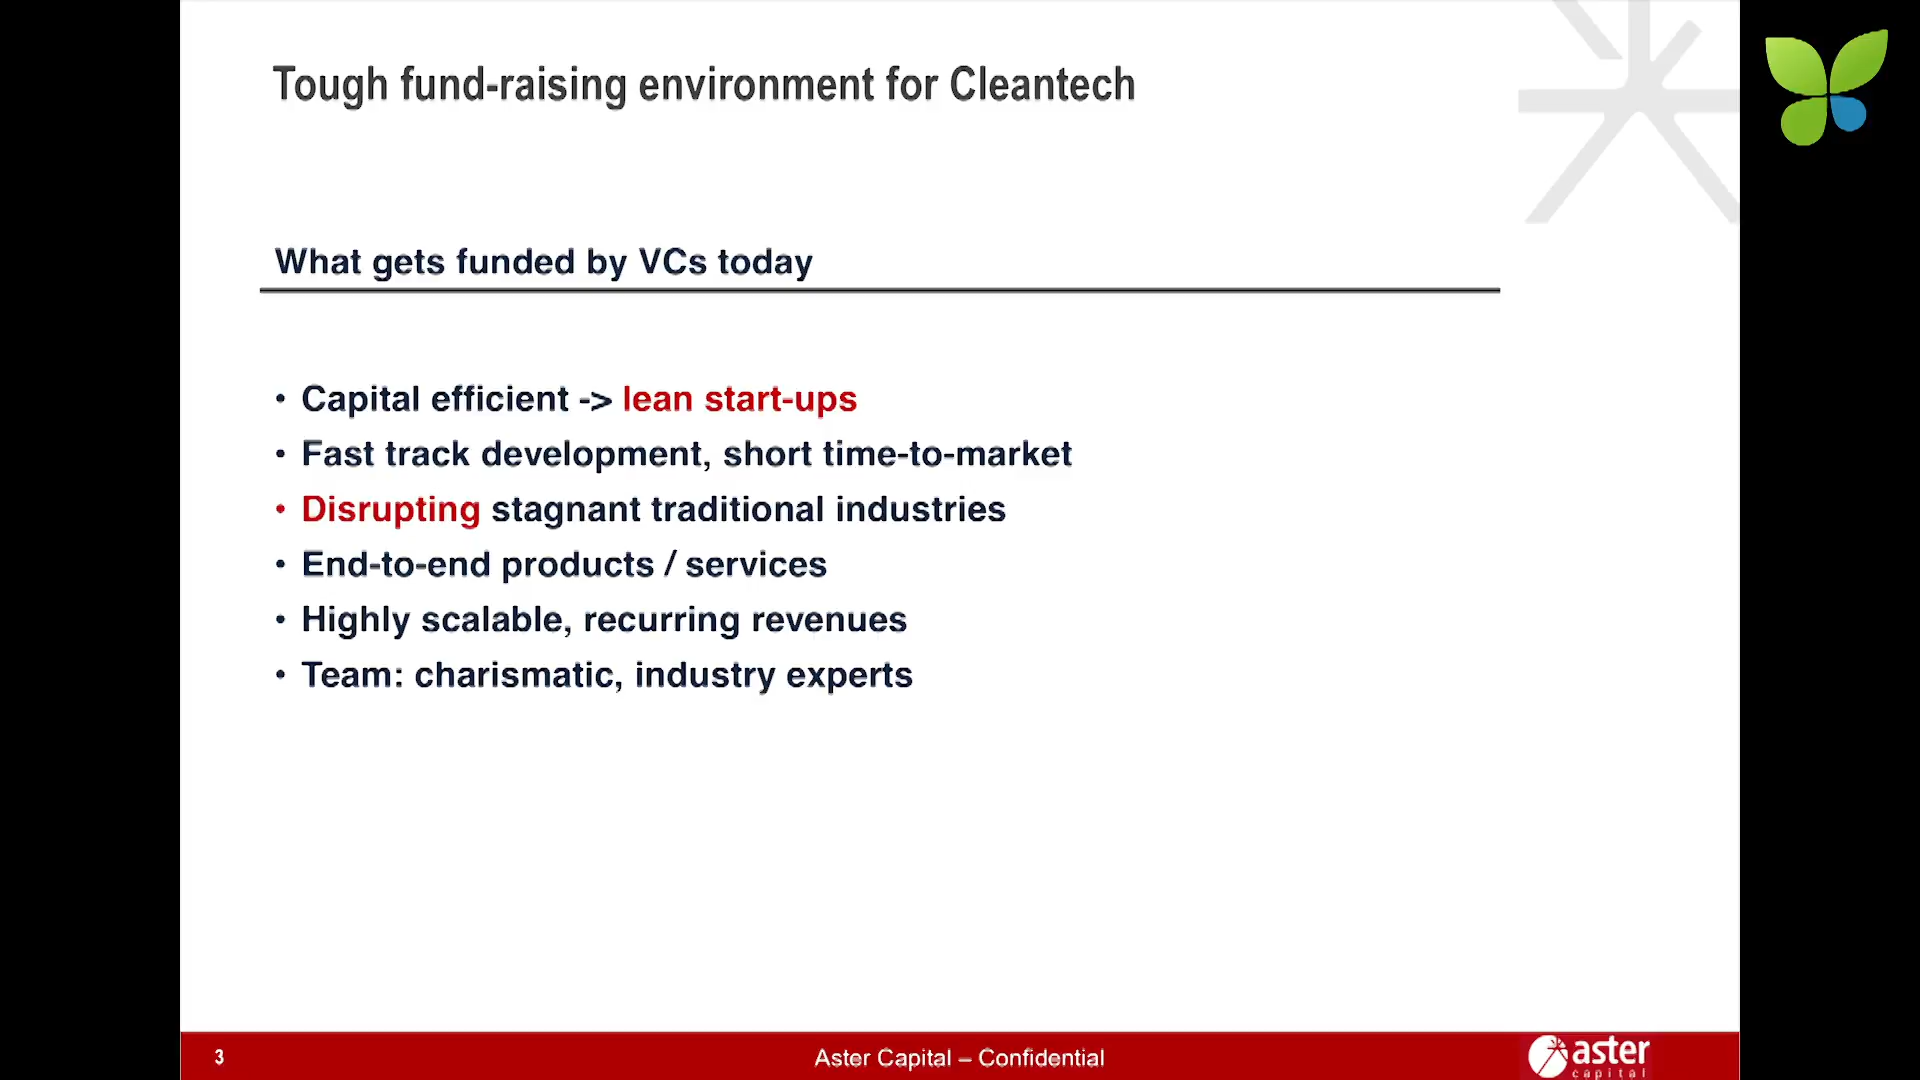 Tough fund-raising environment for Cleantech
What gets funded by VCs today
• Capital efficient -> lean start-ups
• Fast track development, short time-to-market
• Disrupting stagnant traditional industries
• End-to-end products / services
• Highly scalable, recurring revenues
• Team: charismatic, industry experts
3
Aster Capital – Confidential
aster
capital